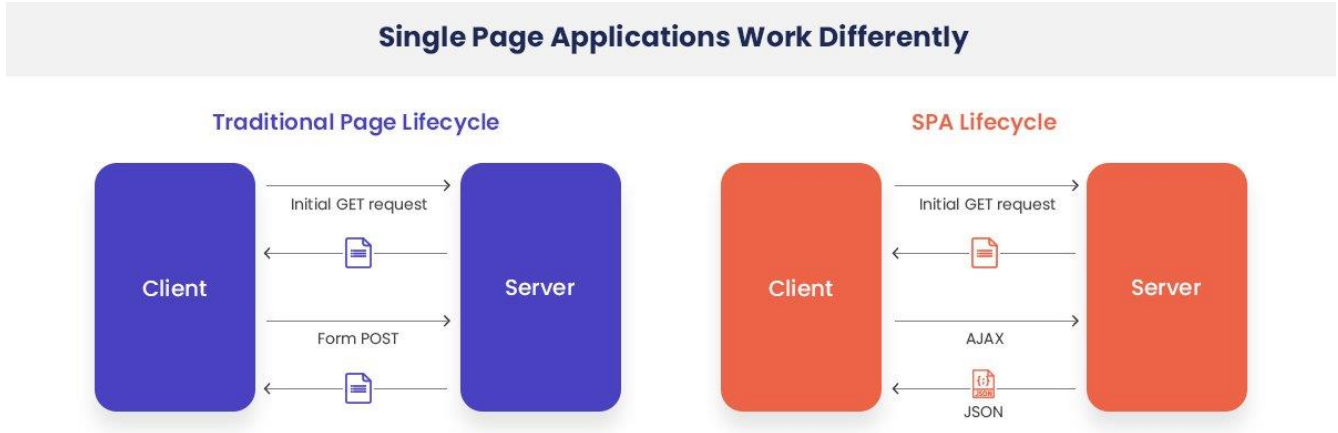 Single Page Applications Work Differently
Traditional Page Lifecycle
Client
Initial GET request
Form POST
Server
SPA Lifecycle
Client
Initial GET request
AJAX
{;}
JSON
JSON
Server